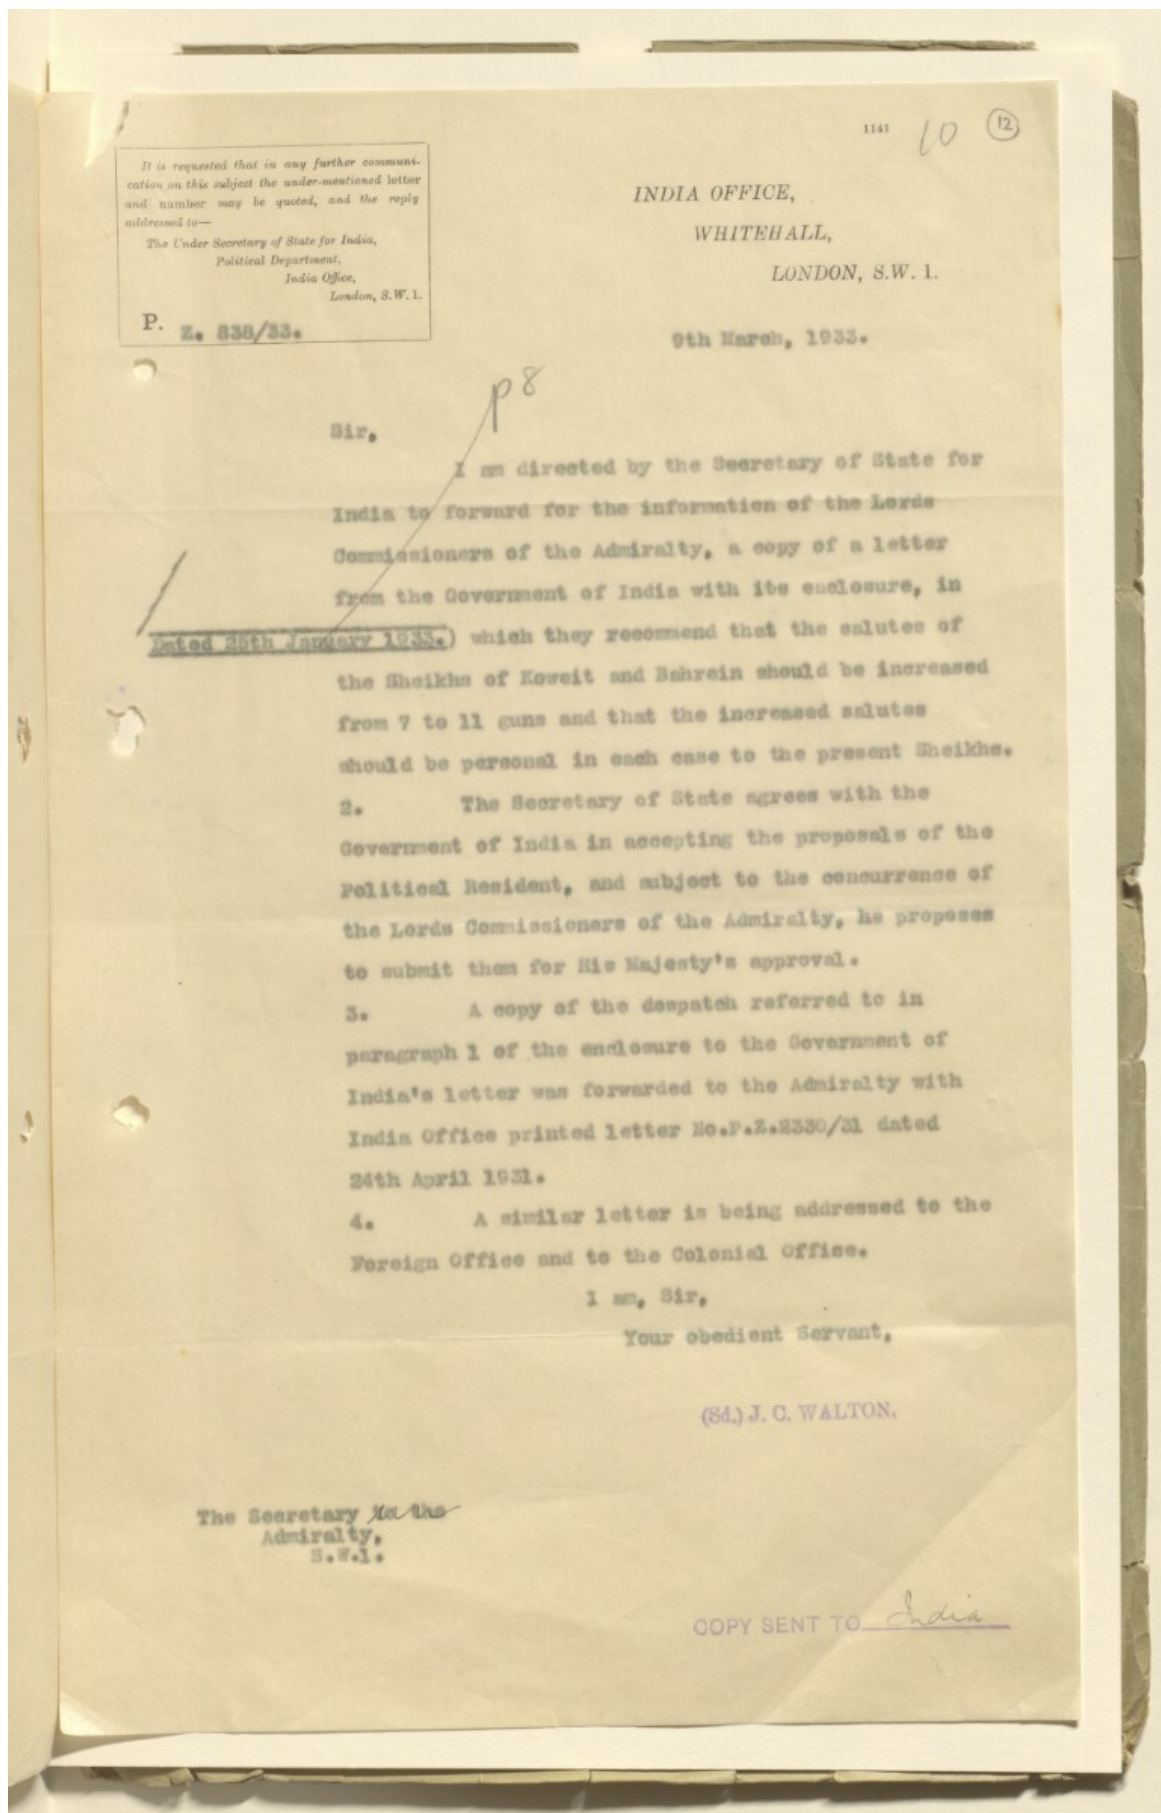 1141 10 12
It is requested that in any further communi-
cation on this subject the under-mentioned letter
and number may be quoted, and the reply
addressed to—
The Under Secretary of State for India,
Political Department,
India Office,
London, S.W. 1.
P. Z. 838/33.
INDIA OFFICE,
WHITEHALL,
LONDON, S.W. 1.
9th March, 1933.
p 8
Sir,
I am directed by the Secretary of State for
India to forward for the information of the Lords
Commissioners of the Admiralty, a copy of a letter
from the Government of India with its enclosure, in
Dated 25th January 1933.) which they recommend that the salutes of
the Sheikhs of Koweit and Bahrein should be increased
from 7 to 11 guns and that the increased salutes
should be personal in each case to the present Sheikhs.
2. The Secretary of State agrees with the
Government of India in accepting the proposals of the
Political Resident, and subject to the concurrence of
the Lords Commissioners of the Admiralty, he proposes
to submit them for His Majesty's approval.
3. A copy of the despatch referred to in
paragraph 1 of the enclosure to the Government of
India's letter was forwarded to the Admiralty with
India Office printed letter No.P.Z.2330/31 dated
24th April 1931.
4. A similar letter is being addressed to the
Foreign Office and to the Colonial Office.
I am, Sir,
Your obedient Servant,
(Sd.) J. C. WALTON.
The Secretary to the
Admiralty,
S.W.1.
COPY SENT TO India